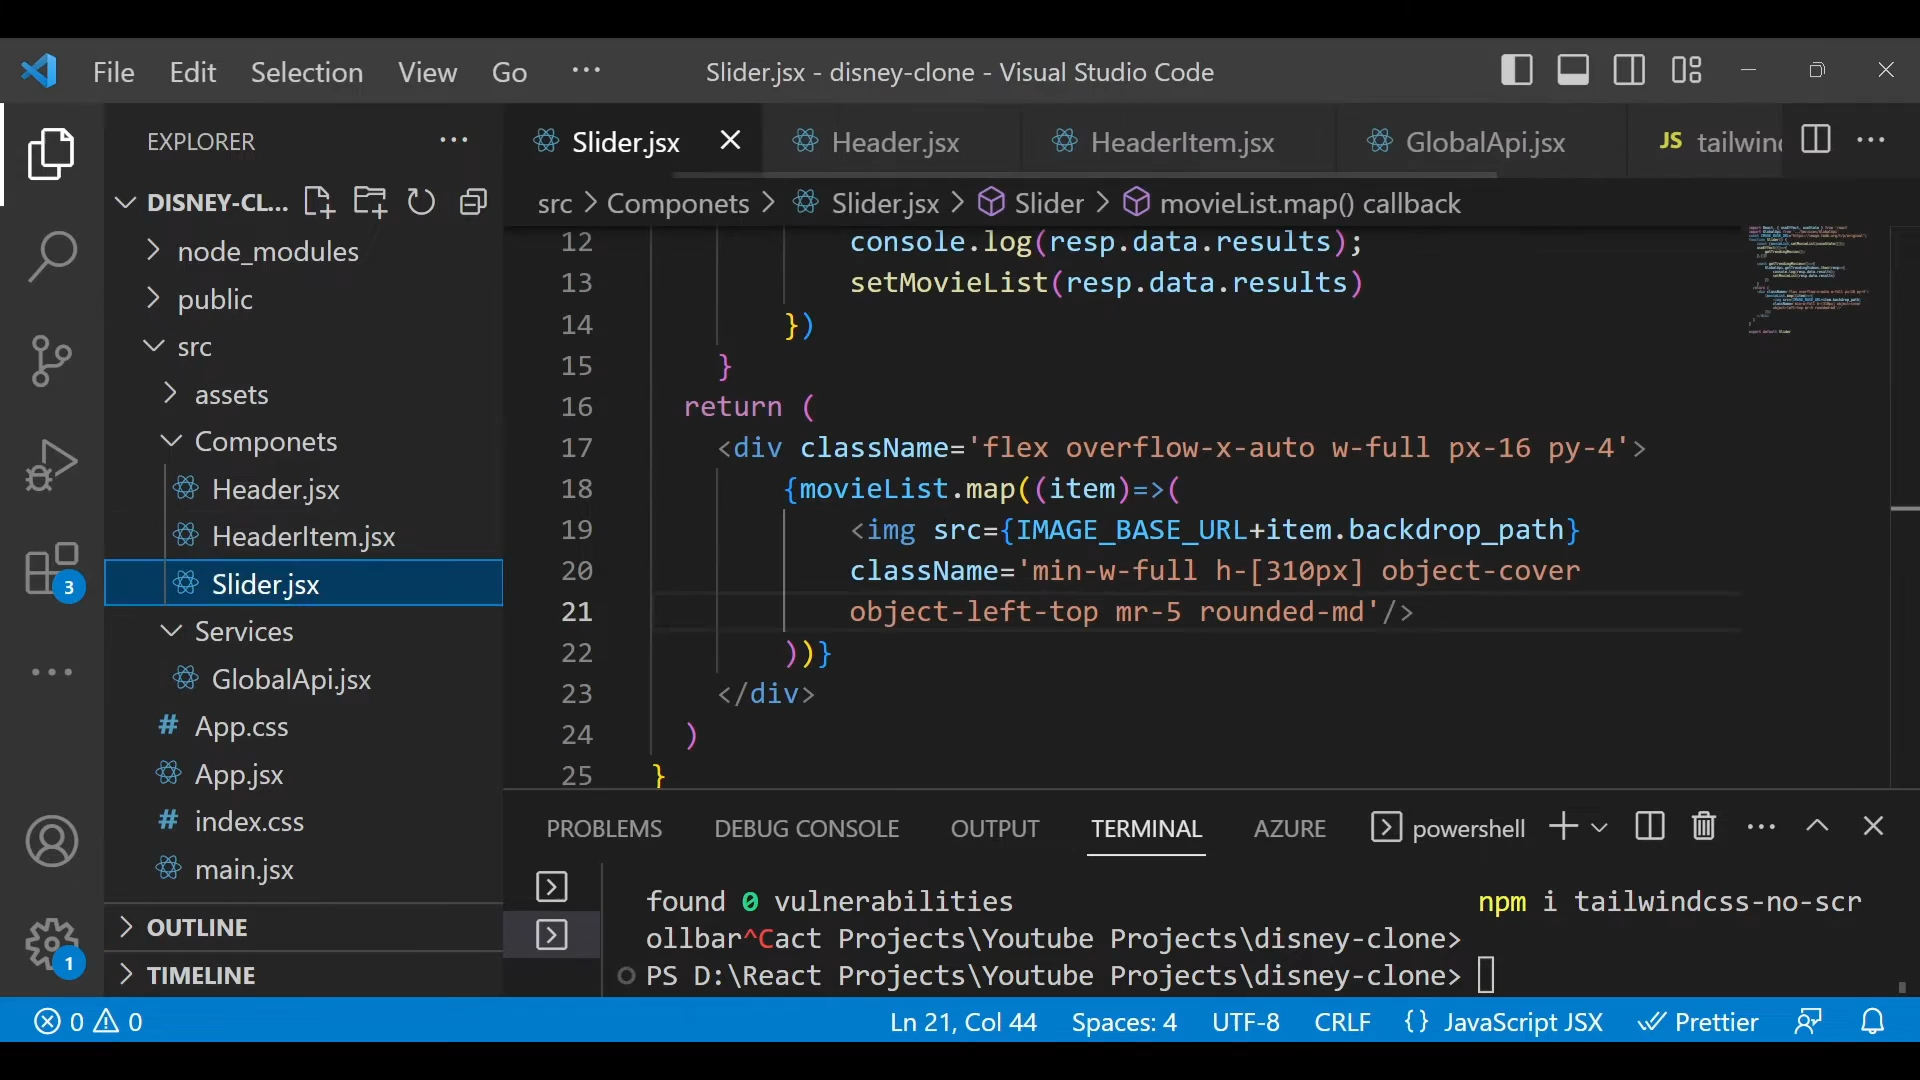 File Edit Selection View Go ··· Slider.jsx - disney-clone - Visual Studio Code
EXPLORER ···
DISNEY-CL...
node_modules
public
src
assets
Componets
Header.jsx
HeaderItem.jsx
Slider.jsx
Services
GlobalApi.jsx
# App.css
App.jsx
# index.css
main.jsx
OUTLINE
TIMELINE
3
1
Slider.jsx Header.jsx HeaderItem.jsx GlobalApi.jsx JS tailwind ···
src > Componets > Slider.jsx > Slider > movieList.map() callback
12 console.log(resp.data.results);
13 setMovieList(resp.data.results)
14 })
15 }
16 return (
17 <div className='flex overflow-x-auto w-full px-16 py-4'>
18 {movieList.map((item)=>(
19 <img src={IMAGE_BASE_URL+item.backdrop_path}
20 className='min-w-full h-[310px] object-cover
21 object-left-top mr-5 rounded-md'/>
22 ))}
23 </div>
24 )
25 }
PROBLEMS DEBUG CONSOLE OUTPUT TERMINAL AZURE powershell ···
found 0 vulnerabilities npm i tailwindcss-no-scr
ollbar^Cact Projects\Youtube Projects\disney-clone>
PS D:\React Projects\Youtube Projects\disney-clone>
0 0 Ln 21, Col 44 Spaces: 4 UTF-8 CRLF {} JavaScript JSX Prettier